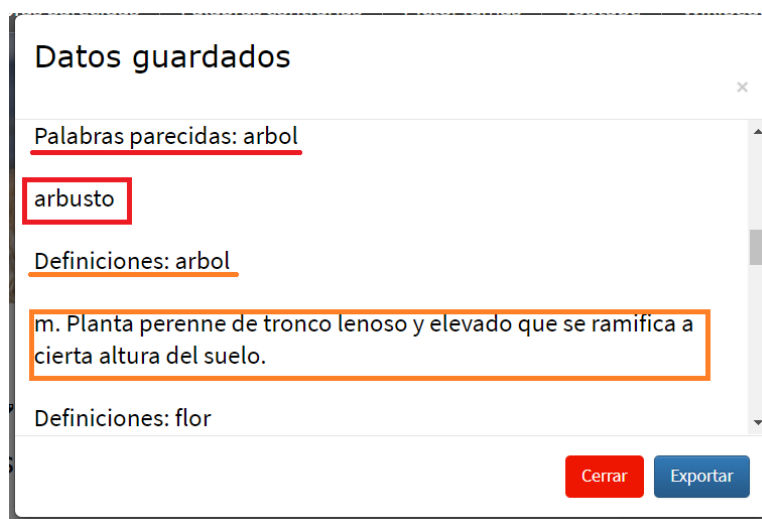 Datos guardados
×
Palabras parecidas: arbol
arbusto
Definiciones: arbol
m. Planta perenne de tronco lenoso y elevado que se ramifica a
cierta altura del suelo.
Definiciones: flor
Cerrar
Exportar